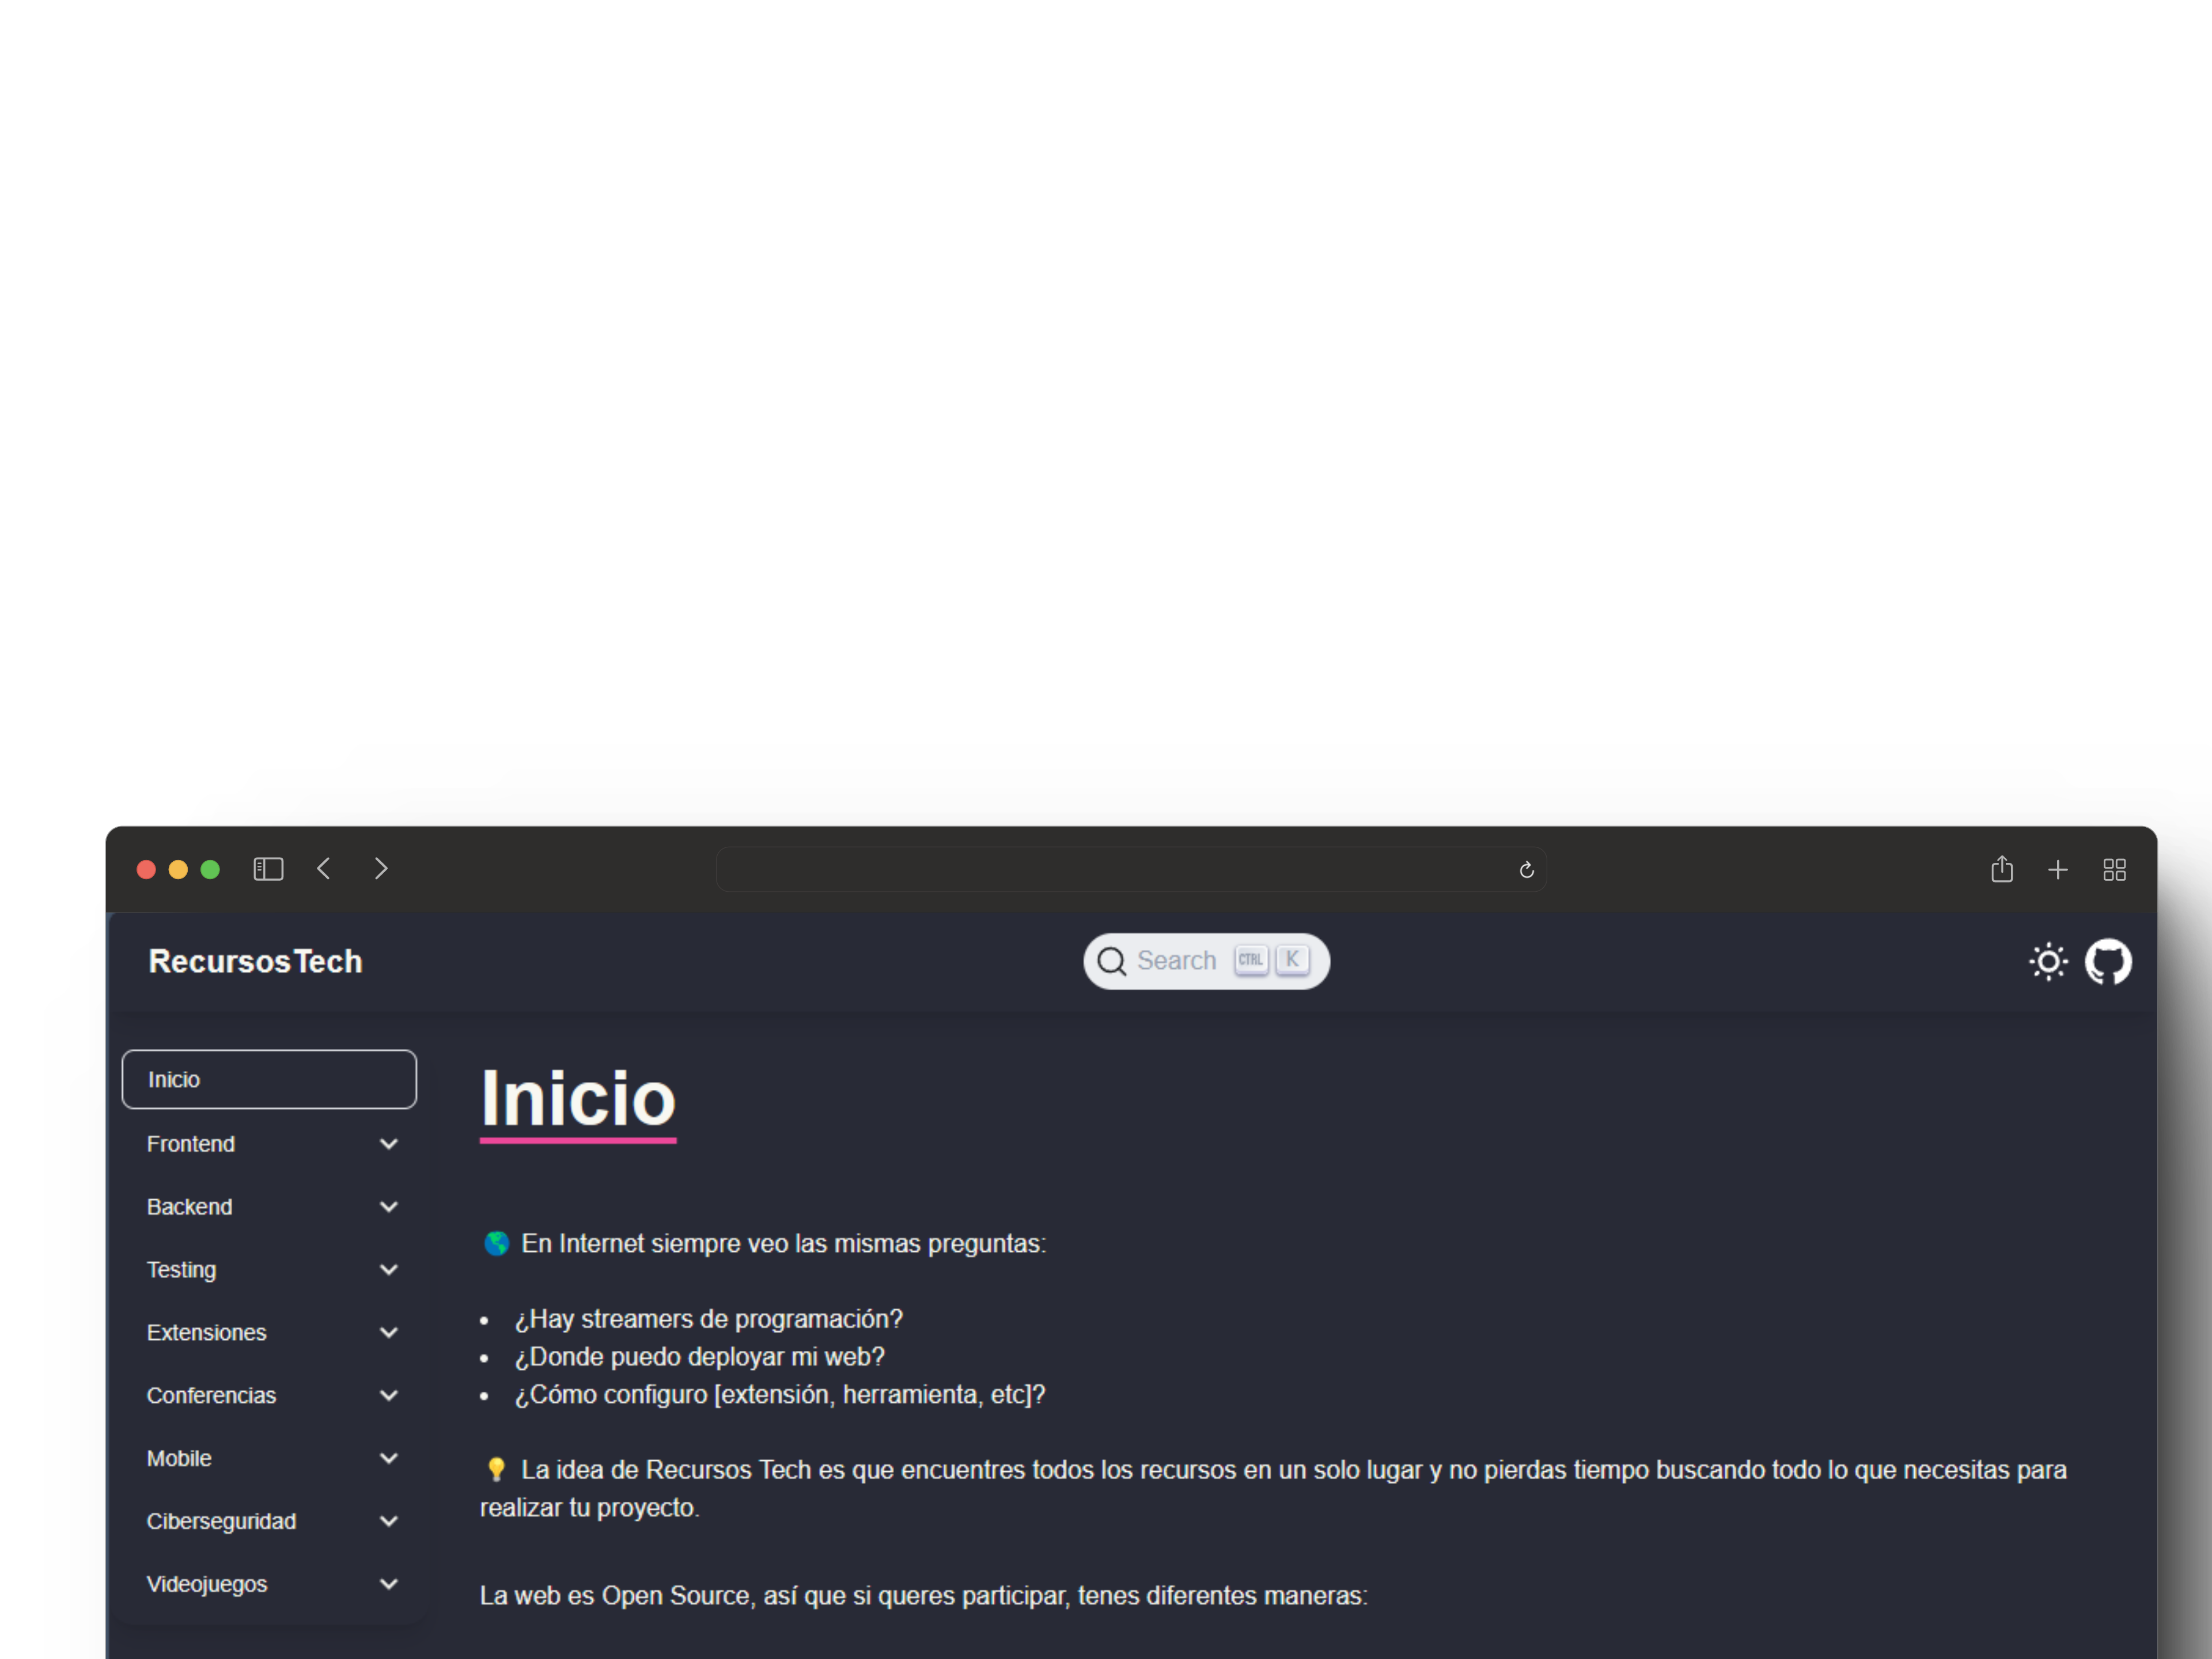 RecursosTech
Search CTRL K
Inicio
Frontend
Backend
Testing
Extensiones
Conferencias
Mobile
Ciberseguridad
Videojuegos
Inicio
🌎 En Internet siempre veo las mismas preguntas:
• ¿Hay streamers de programación?
• ¿Donde puedo deployar mi web?
• ¿Cómo configuro [extensión, herramienta, etc]?
💡 La idea de Recursos Tech es que encuentres todos los recursos en un solo lugar y no pierdas tiempo buscando todo lo que necesitas para
realizar tu proyecto.
La web es Open Source, así que si queres participar, tenes diferentes maneras: